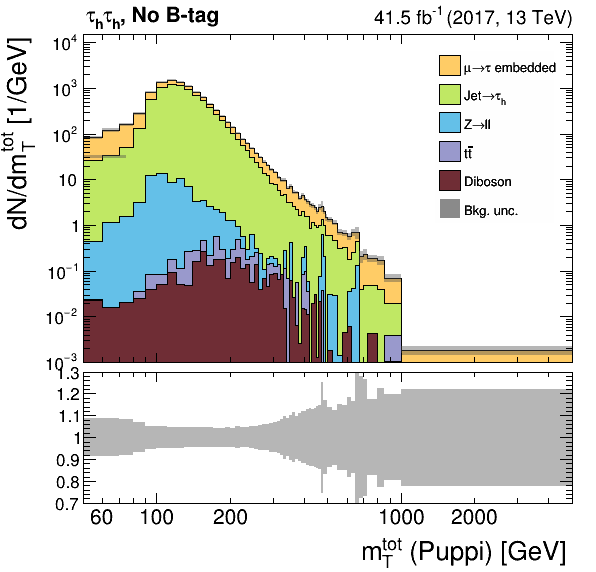 τhτh, No B-tag 41.5 fb⁻¹ (2017, 13 TeV)
dN/dmTtot [1/GeV]
10⁴
10³
10²
10
1
10⁻¹
10⁻²
10⁻³
μ→τ embedded
Jet→τh
Z→ll
tt̄
Diboson
Bkg. unc.
1.3
1.2
1.1
1
0.9
0.8
0.7
60 100 200 1000 2000
mTtot (Puppi) [GeV]